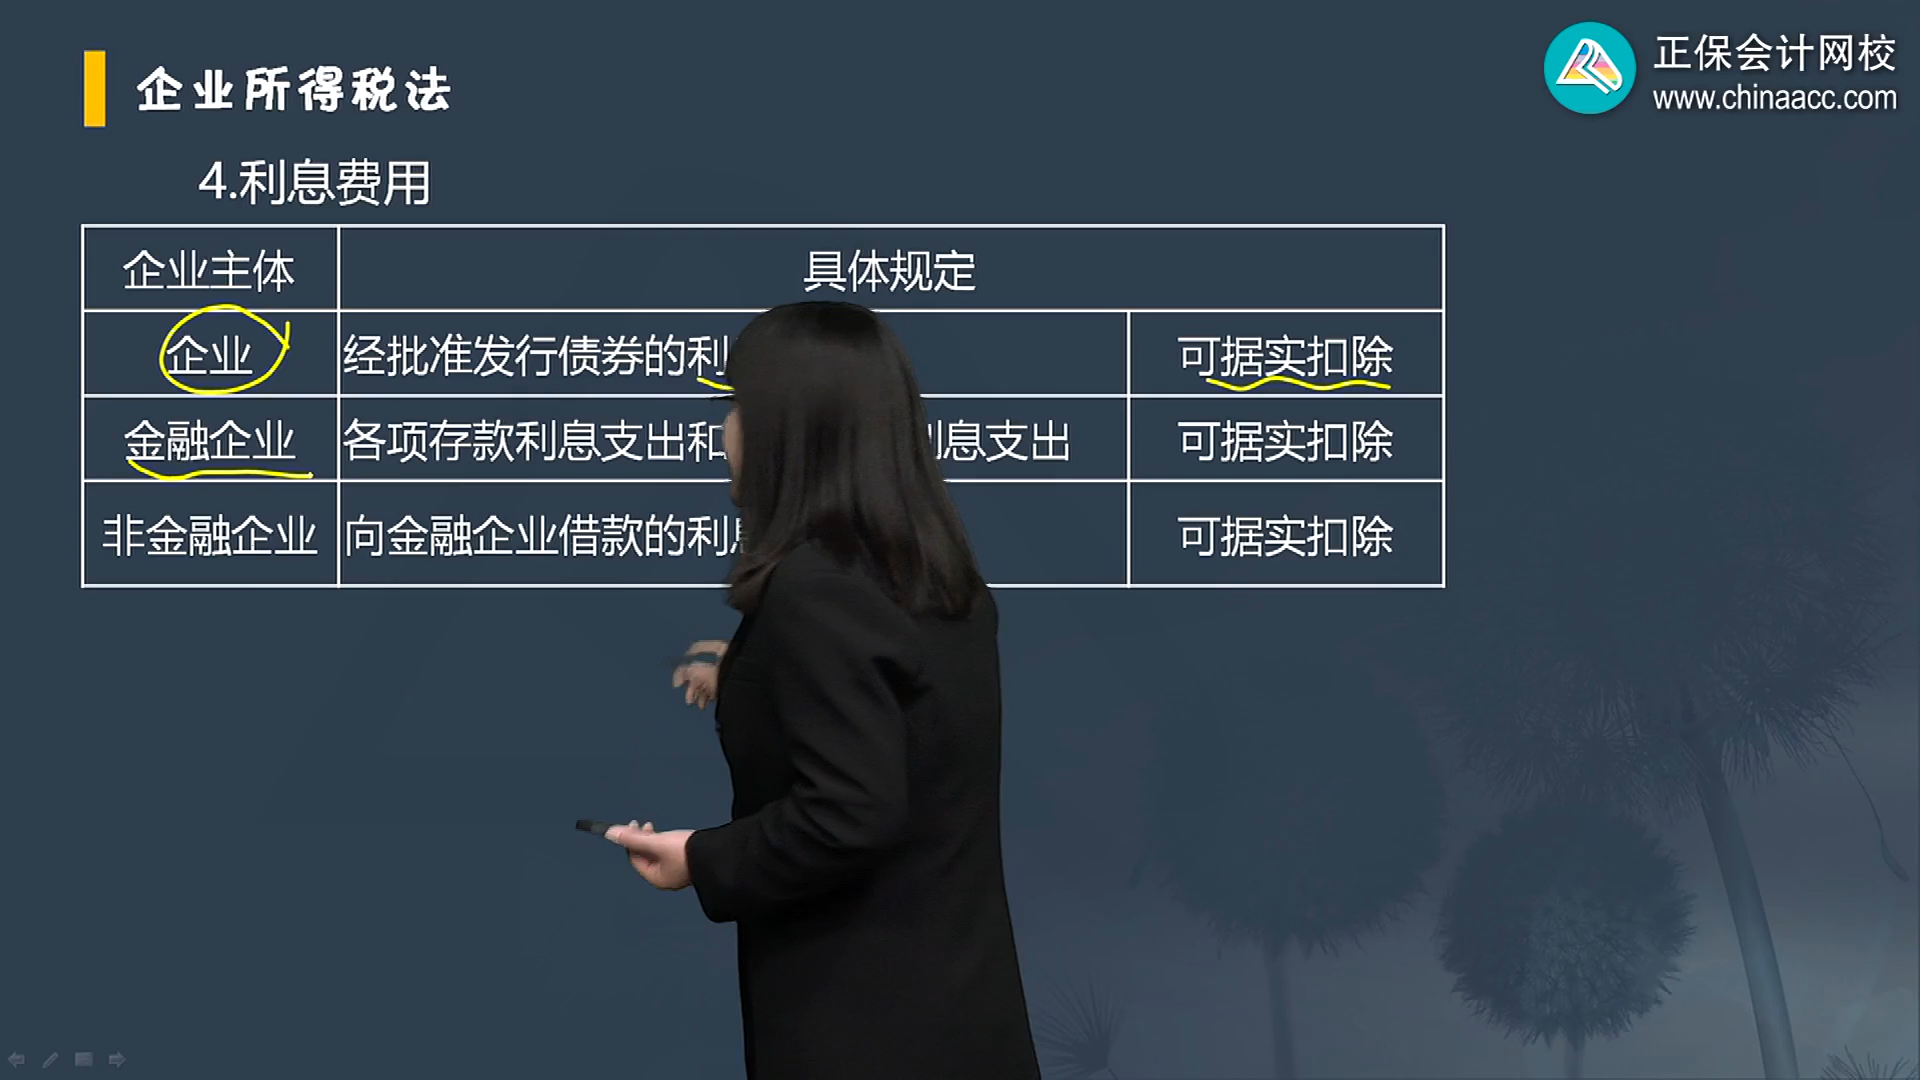 企业所得税法
正保会计网校
www.chinaacc.com
4.利息费用
企业主体 具体规定
企业 经批准发行债券的利 可据实扣除
金融企业 各项存款利息支出和 息支出 可据实扣除
非金融企业 向金融企业借款的利 可据实扣除